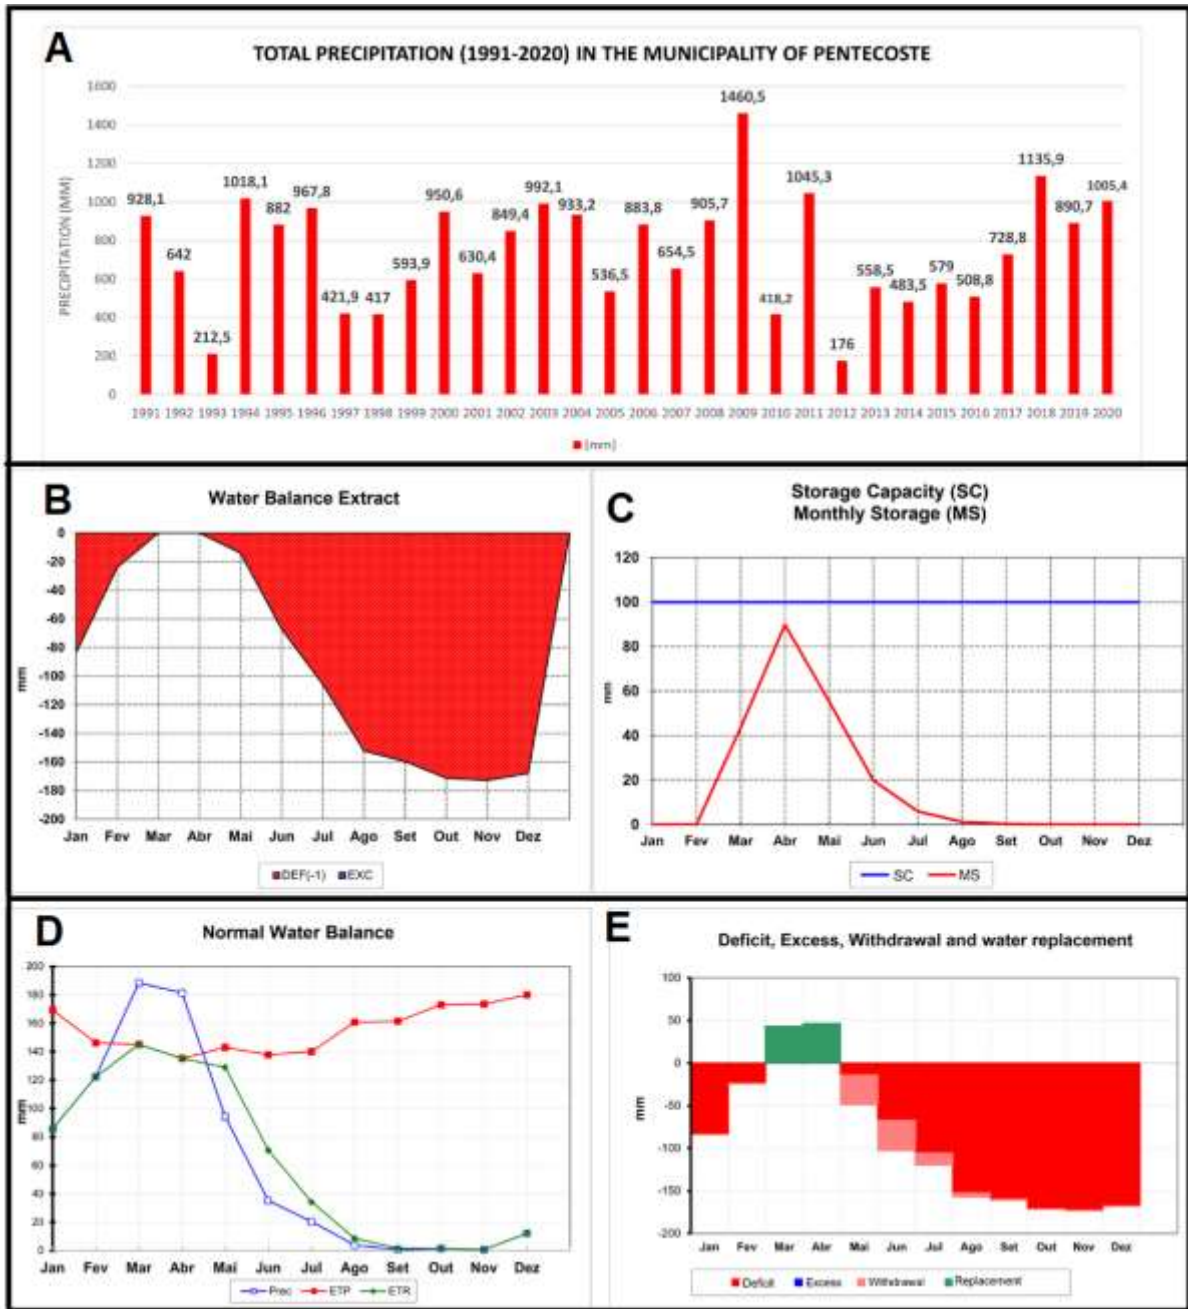 A
TOTAL PRECIPITATION (1991-2020) IN THE MUNICIPALITY OF PENTECOSTE
PRECIPITATION (MM)
1600
1400
1200
1000
800
600
400
200
0
928,1
642
212,5
1018,1
882
967,8
421,9
417
593,9
950,6
630,4
849,4
992,1
933,2
536,5
883,8
654,5
905,7
1460,5
418,2
1045,3
176
558,5
483,5
579
508,8
728,8
1135,9
890,7
1005,4
1991 1992 1993 1994 1995 1996 1997 1998 1999 2000 2001 2002 2003 2004 2005 2006 2007 2008 2009 2010 2011 2012 2013 2014 2015 2016 2017 2018 2019 2020
(mm)
B
Water Balance Extract
mm
0
-20
-40
-60
-80
-100
-120
-140
-160
-180
-200
Jan Fev Mar Abr Mai Jun Jul Ago Set Out Nov Dez
DEF(-1) EXC
C
Storage Capacity (SC)
Monthly Storage (MS)
mm
120
100
80
60
40
20
0
Jan Fev Mar Abr Mai Jun Jul Ago Set Out Nov Dez
SC MS
D
Normal Water Balance
mm
200
180
160
140
120
100
80
60
40
20
0
Jan Fev Mar Abr Mai Jun Jul Ago Set Out Nov Dez
Prec ETP ETR
E
Deficit, Excess, Withdrawal and water replacement
mm
100
50
0
-50
-100
-150
-200
Jan Fev Mar Abr Mai Jun Jul Ago Set Out Nov Dez
Deficit Excess Withdrawal Replacement